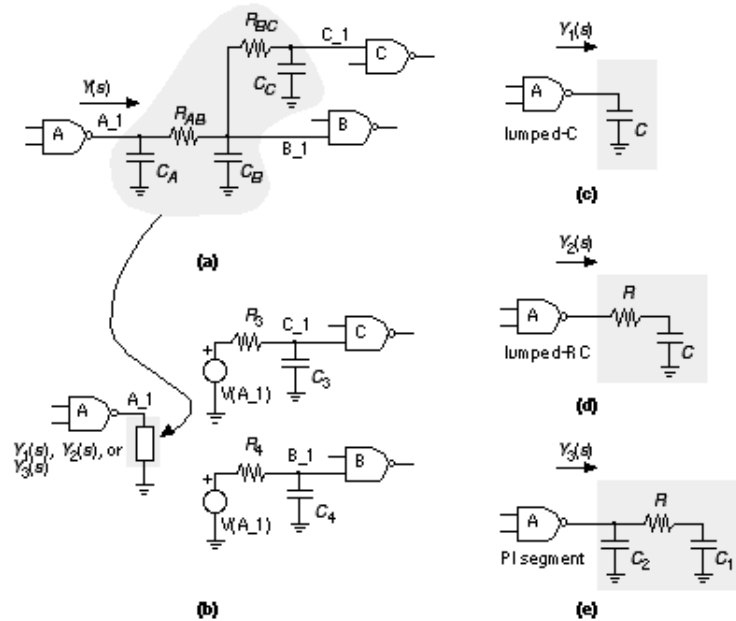 R_BC
C_1
C
C_C
Y(s)
A_1
A
R_AB
B
B_1
C_A
C_B
(a)
Y_1(s)
A
lumped-C
C
(c)
Y_2(s)
R
A
lumped-RC
C
(d)
R_3
C_1
C
+
C_3
V(A_1)
A_1
A
Y_1(s), Y_2(s), or
Y_3(s)
R_4
B_1
B
+
C_4
V(A_1)
(b)
Y_3(s)
R
A
PI segment
C_2
C_1
(e)